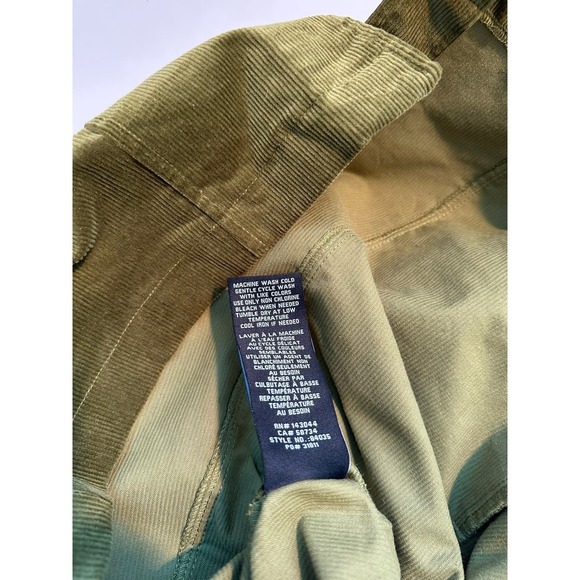 MACHINE WASH COLD
GENTLE CYCLE WASH
WITH LIKE COLORS
USE ONLY NON CHLORINE
BLEACH WHEN NEEDED
TUMBLE DRY AT LOW
TEMPERATURE
COOL IRON IF NEEDED
LAVER À LA MACHINE
À L'EAU FROIDE
AU CYCLE DÉLICAT
AVEC DES COULEURS
SEMBLABLES
UTILISER UN AGENT DE
BLANCHIMENT NON
CHLORÉ SEULEMENT
AU BESOIN
SÉCHER PAR
CULBUTAGE À BASSE
TEMPÉRATURE
REPASSER À BASSE
TEMPÉRATURE
AU BESOIN
RN# 143044
CA# 58734
STYLE NO.:84035
PO# 31811